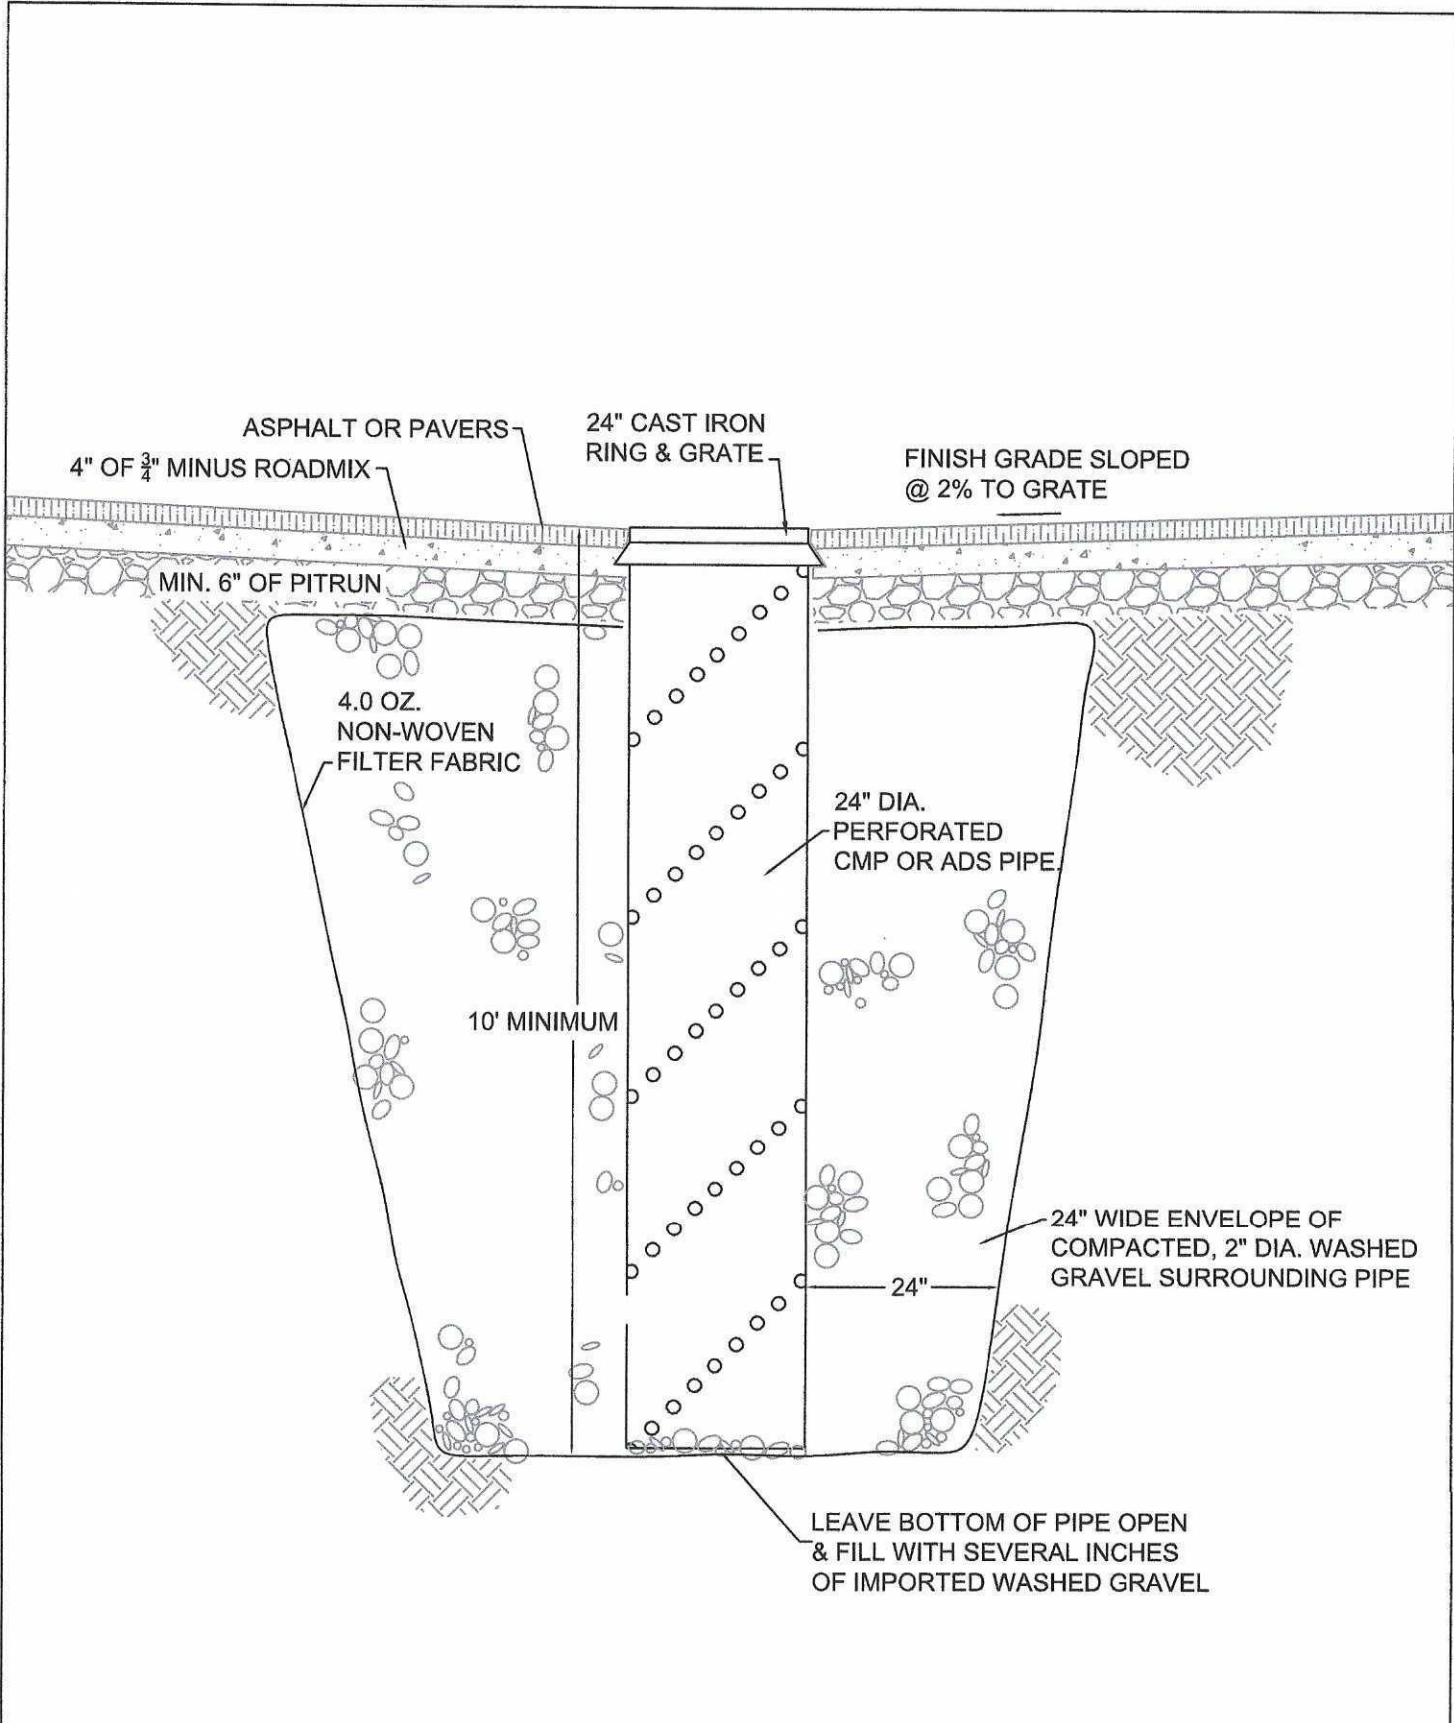 ASPHALT OR PAVERS
4" OF 3/4" MINUS ROADMIX
24" CAST IRON
RING & GRATE
FINISH GRADE SLOPED
@ 2% TO GRATE
MIN. 6" OF PITRUN
4.0 OZ.
NON-WOVEN
FILTER FABRIC
24" DIA.
PERFORATED
CMP OR ADS PIPE.
10' MINIMUM
24" WIDE ENVELOPE OF
COMPACTED, 2" DIA. WASHED
GRAVEL SURROUNDING PIPE
24"
LEAVE BOTTOM OF PIPE OPEN
& FILL WITH SEVERAL INCHES
OF IMPORTED WASHED GRAVEL